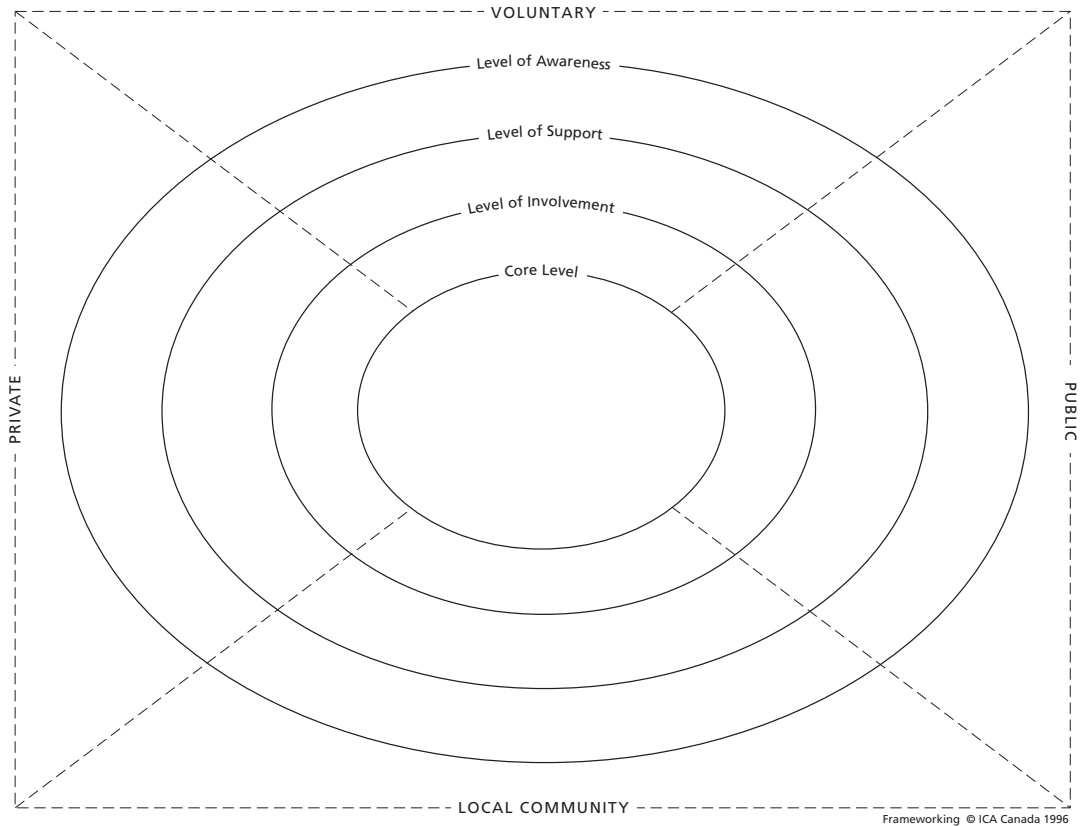 VOLUNTARY
Level of Awareness
Level of Support
Level of Involvement
Core Level
PRIVATE
PUBLIC
LOCAL COMMUNITY
Frameworking © ICA Canada 1996